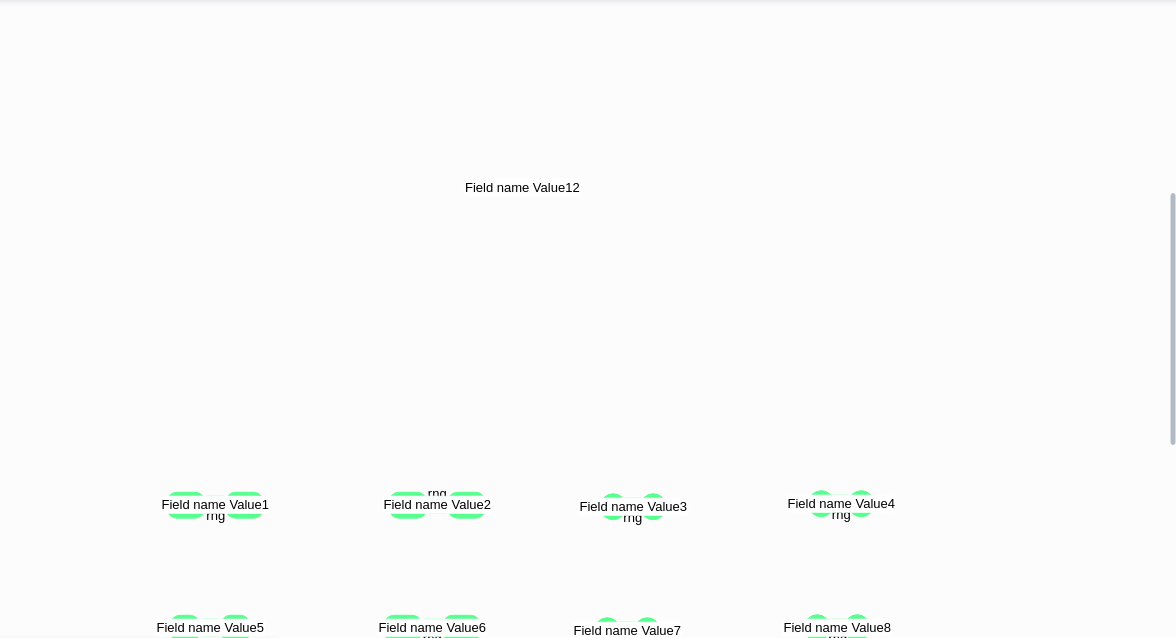 Field name Value12
Field name Value1
rng
rng
Field name Value2
Field name Value3
rng
Field name Value4
rng
Field name Value5
Field name Value6
Field name Value7
Field name Value8